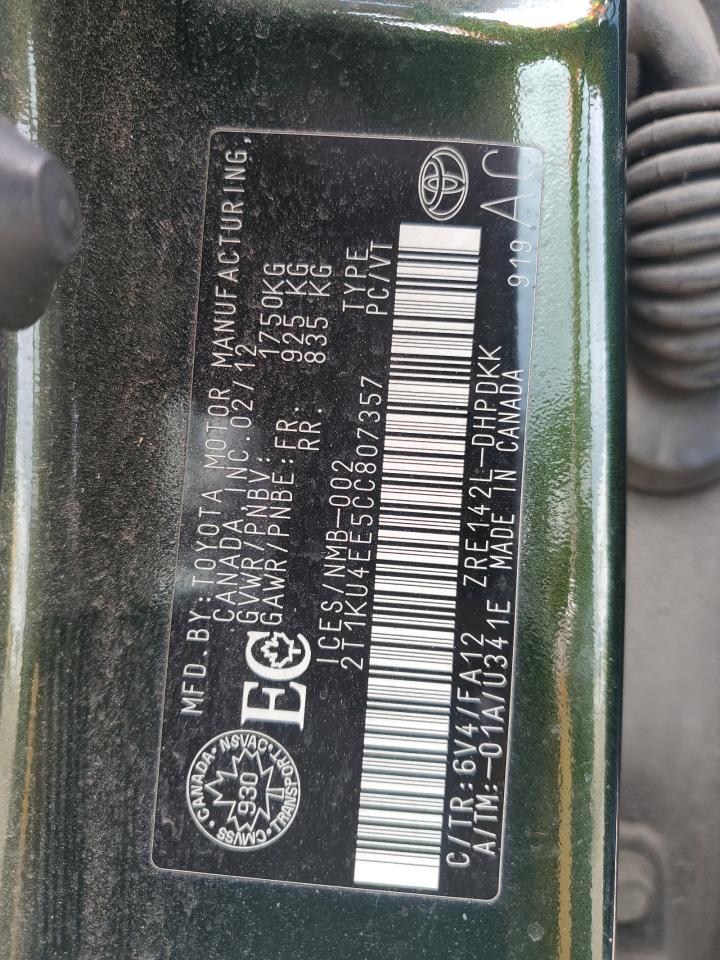 MFD.BY:TOYOTA MOTOR MANUFACTURING,
CANADA,INC.02/12
GVWR/PNBV: 1750KG
GAWR/PNBE:FR. 925 KG
RR. 835 KG
CANADA•NSVAC•TRANSPORT•CMVSS•
930
EC
ICES/NMB-002
2T1KU4EE5CC807357 TYPE
PC/VT
C/TR:6V4/FA12 ZRE142L-DHPDKK
A/TM:-01A/U341E MADE IN CANADA
919 AC